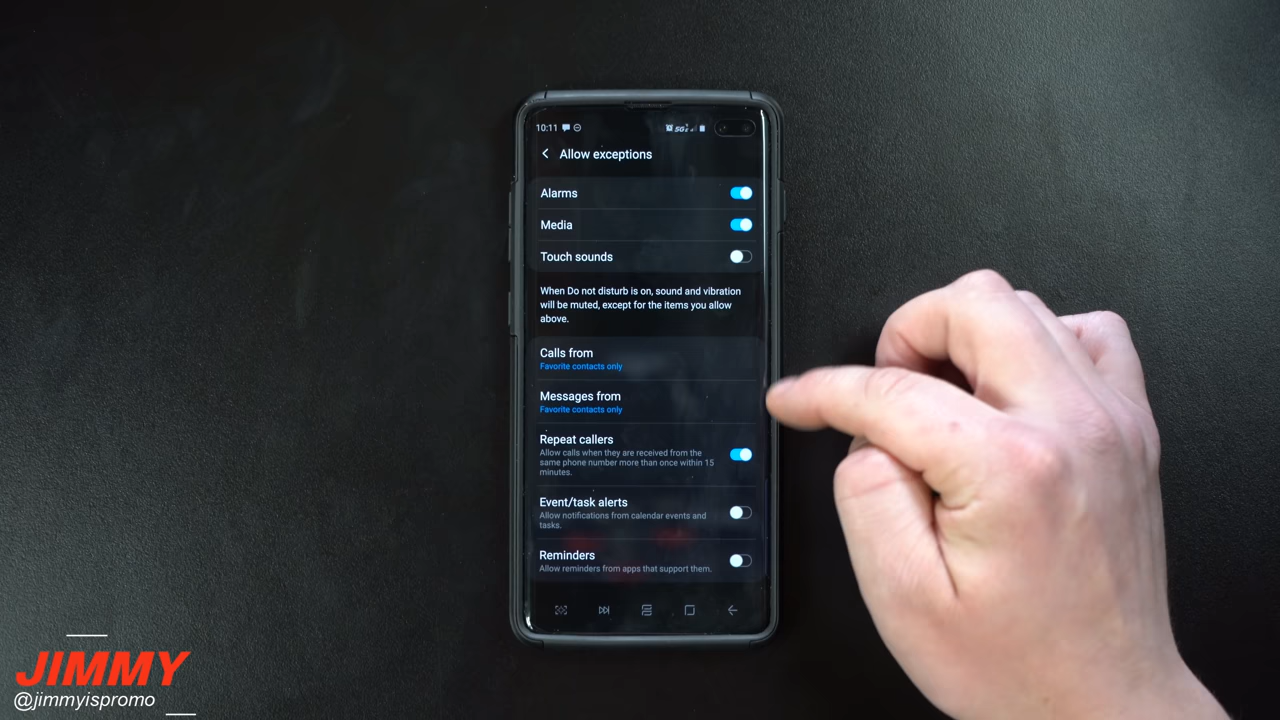 10:11
5G E
Allow exceptions
Alarms
Media
Touch sounds
When Do not disturb is on, sound and vibration
will be muted, except for the items you allow
above.
Calls from
Favorite contacts only
Messages from
Favorite contacts only
Repeat callers
Allow calls when they are received from the
same phone number more than once within 15
minutes.
Event/task alerts
Allow notifications from calendar events and
tasks.
Reminders
Allow reminders from apps that support them.
JIMMY
@jimmyispromo